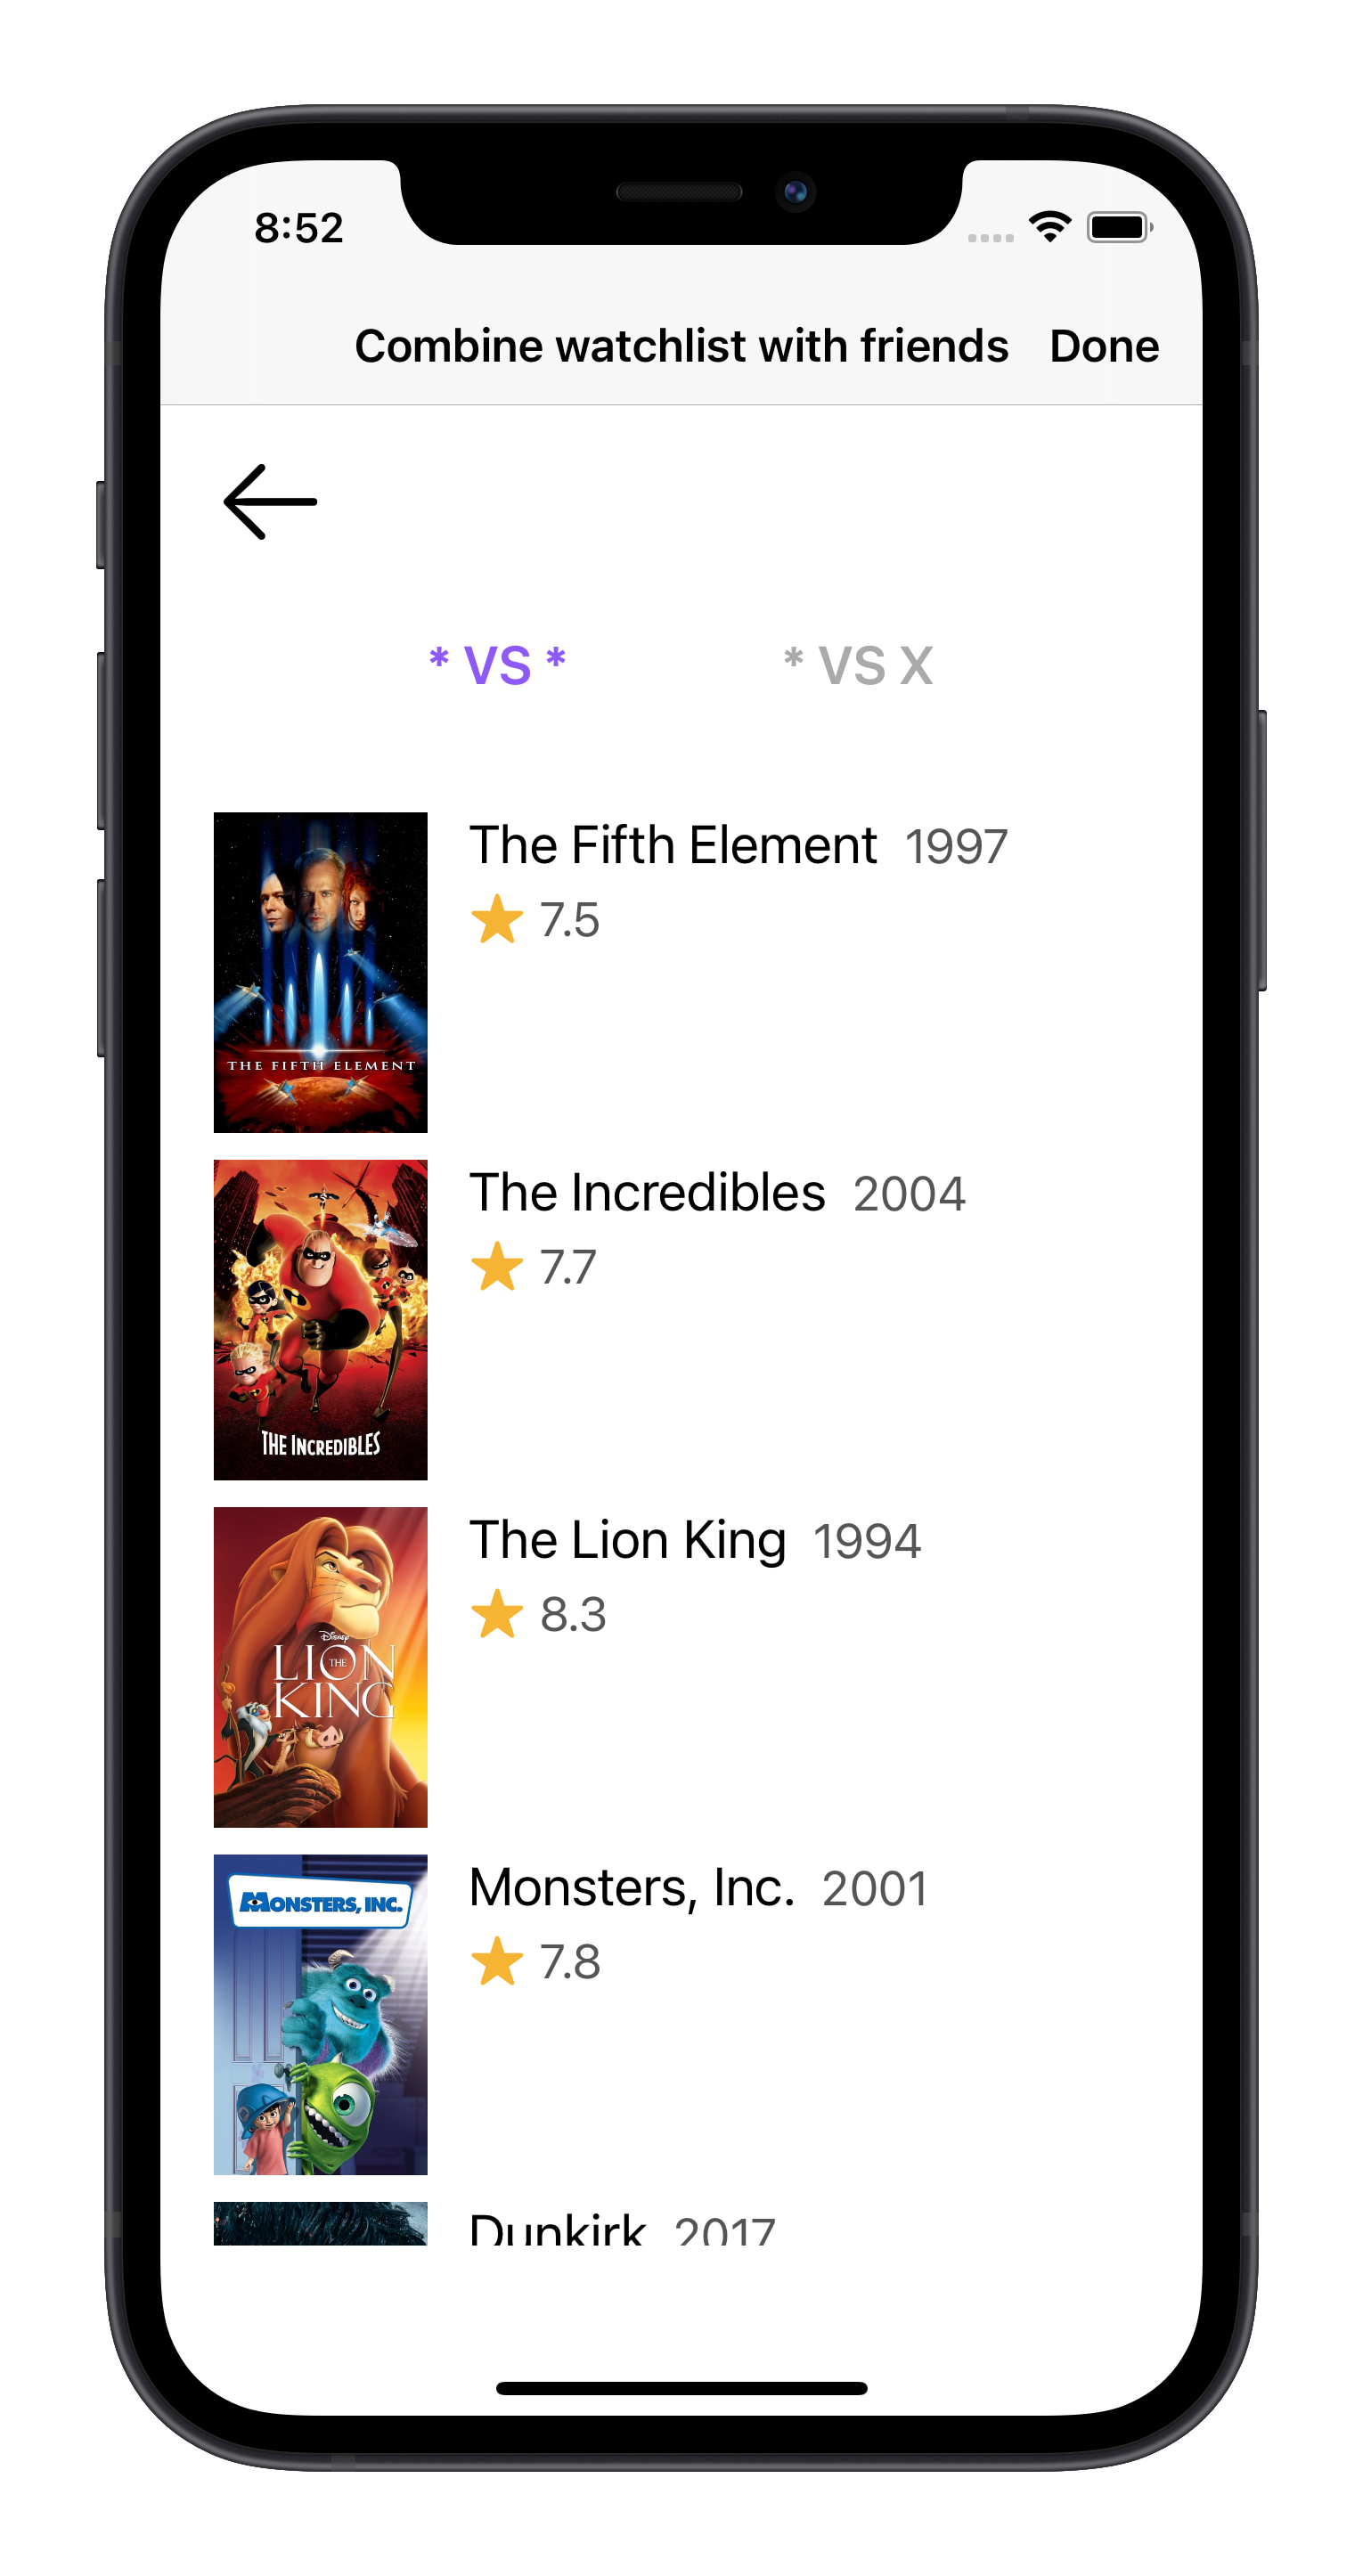 8:52
Combine watchlist with friends Done
* VS * * VS X
The Fifth Element 1997
7.5
THE FIFTH ELEMENT
The Incredibles 2004
7.7
THE INCREDIBLES
The Lion King 1994
8.3
Disney
THE
LION
KING
Monsters, Inc. 2001
MONSTERS, INC.
7.8
Dunkirk 2017